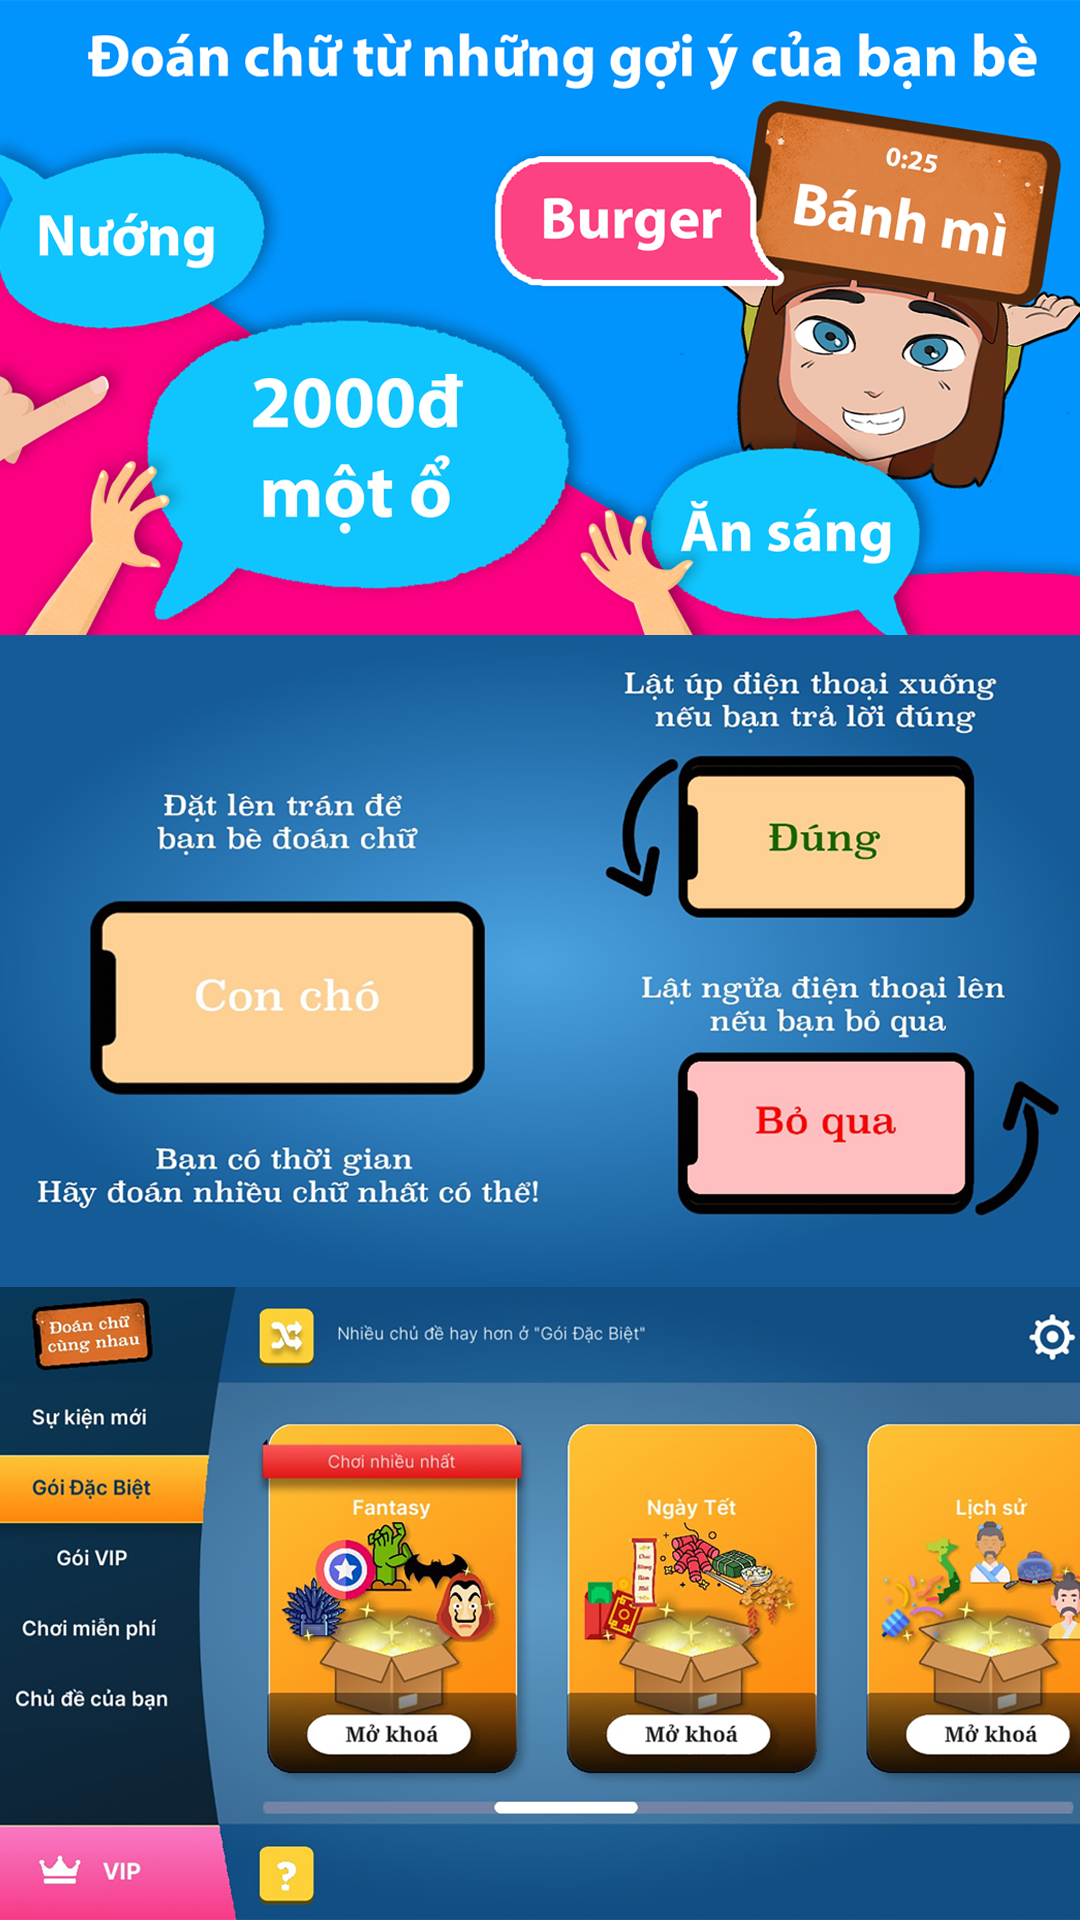 Đoán chữ từ những gợi ý của bạn bè
0:25
Bánh mì
Burger
Nướng
2000đ
một ổ
Ăn sáng
Lật úp điện thoại xuống
nếu bạn trả lời đúng
Đúng
Đặt lên trán để
bạn bè đoán chữ
Con chó
Lật ngửa điện thoại lên
nếu bạn bỏ qua
Bỏ qua
Bạn có thời gian
Hãy đoán nhiều chữ nhất có thể!
Đoán chữ
cùng nhau
Nhiều chủ đề hay hơn ở "Gói Đặc Biệt"
Sự kiện mới
Gói Đặc Biệt
Gói VIP
Chơi miễn phí
Chủ đề của bạn
VIP
Chơi nhiều nhất
Fantasy
Mở khoá
Ngày Tết
Mở khoá
Lịch sử
Mở khoá
?